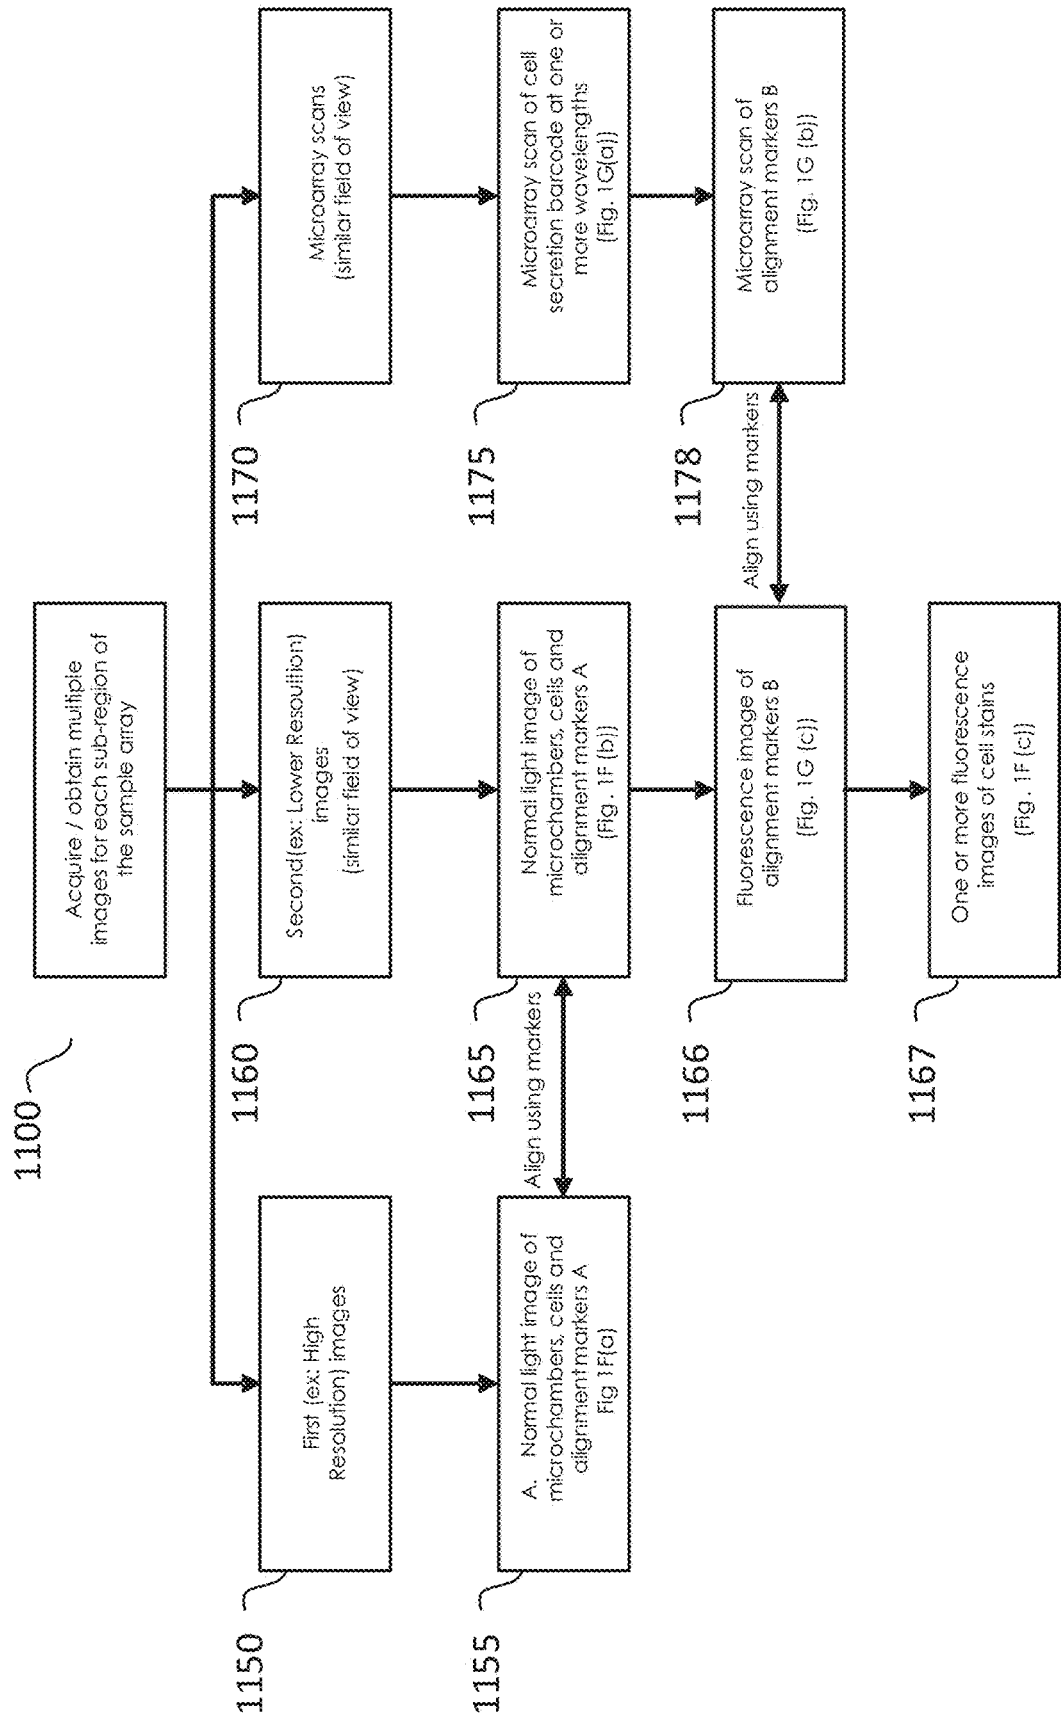 1100
Acquire / obtain multiple
images for each sub-region of
the sample array
1150
First (ex: High
Resolution) images
1160
Second(ex: Lower Resoultion)
images
(similar field of view)
1170
Microarray scans
(similar field of view)
1155
A. Normal light image of
microchambers, cells and
alignment markers A
Fig 1F(a)
Align using markers
1165
Normal light image of
microchambers, cells and
alignment markers A
(Fig. 1F (b))
1175
Microarray scan of cell
secretion barcode at one or
more wavelengths
(Fig. 1G(a))
1166
Fluorescence image of
alignment markers B
(Fig. 1G (c))
Align using markers
1178
Microarray scan of
alignment markers B
(Fig. 1G (b))
1167
One or more fluorescence
images of cell stains
(Fig. 1F (c))